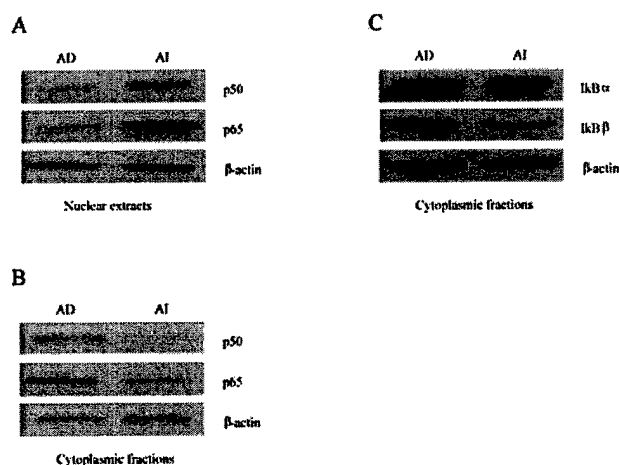 A
AD AI
p50
p65
β-actin
Nuclear extracts
B
AD AI
p50
p65
β-actin
Cytoplasmic fractions
C
AD AI
IkBα
IkBβ
β-actin
Cytoplasmic fractions